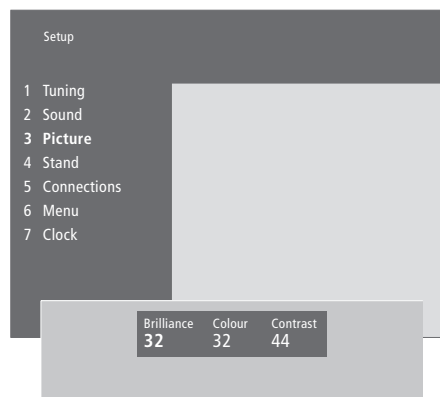 Setup
1 Tuning
2 Sound
3 Picture
4 Stand
5 Connections
6 Menu
7 Clock
Brilliance Colour Contrast
32 32 44